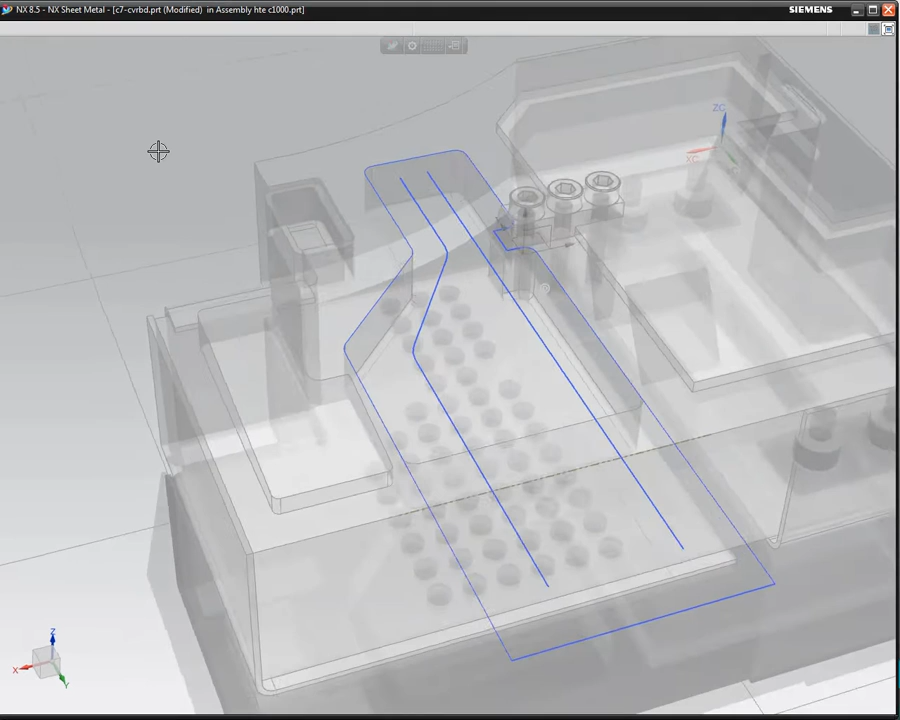 NX 8.5 - NX Sheet Metal - [c7-cvrbd.prt (Modified)  in Assembly hte c1000.prt]
SIEMENS
ZC
XC
Z
X
Y